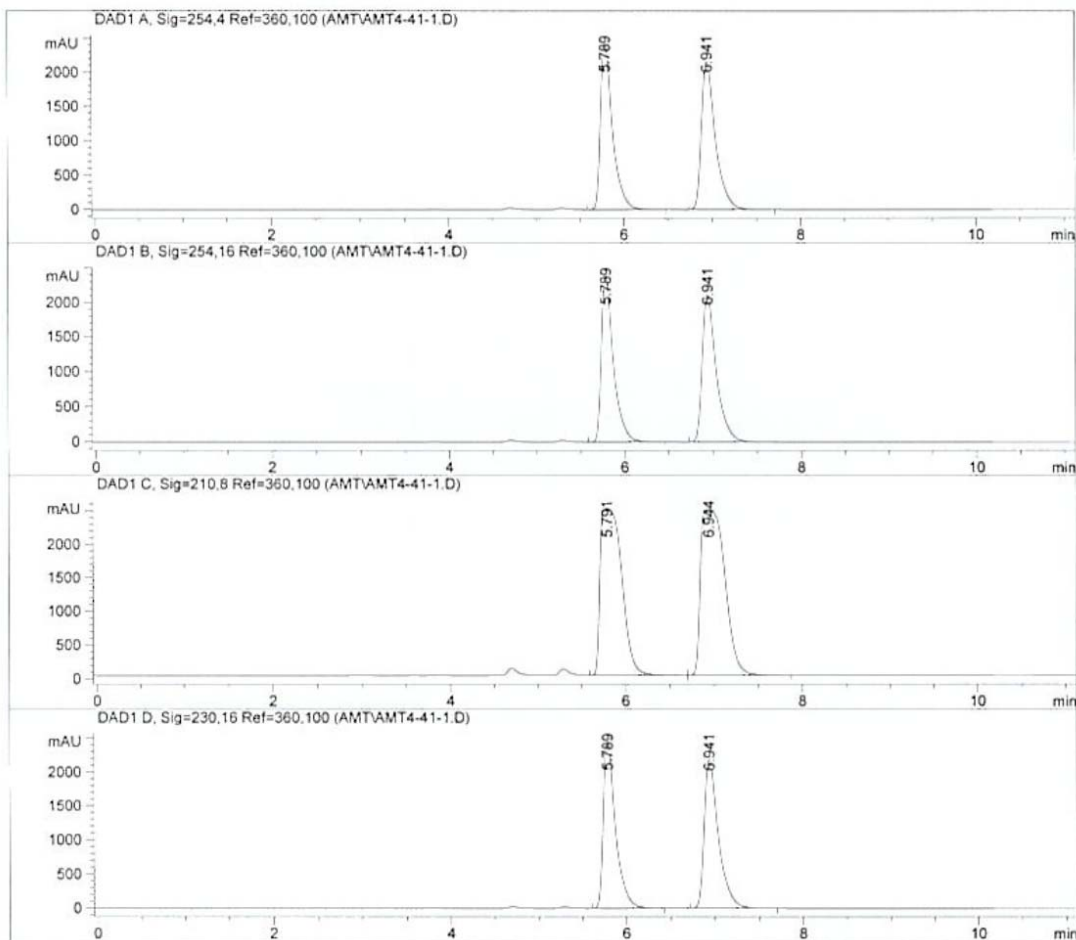 DAD1 A, Sig=254,4 Ref=360,100 (AMT\AMT4-41-1.D)
mAU
2000
1500
1000
500
0
5.789
6.941
0 2 4 6 8 10 min
DAD1 B, Sig=254,16 Ref=360,100 (AMT\AMT4-41-1.D)
mAU
2000
1500
1000
500
0
5.789
6.941
0 2 4 6 8 10 min
DAD1 C, Sig=210,8 Ref=360,100 (AMT\AMT4-41-1.D)
mAU
2000
1500
1000
500
0
5.791
6.944
0 2 4 6 8 10 min
DAD1 D, Sig=230,16 Ref=360,100 (AMT\AMT4-41-1.D)
mAU
2000
1500
1000
500
0
5.789
6.941
0 2 4 6 8 10 min